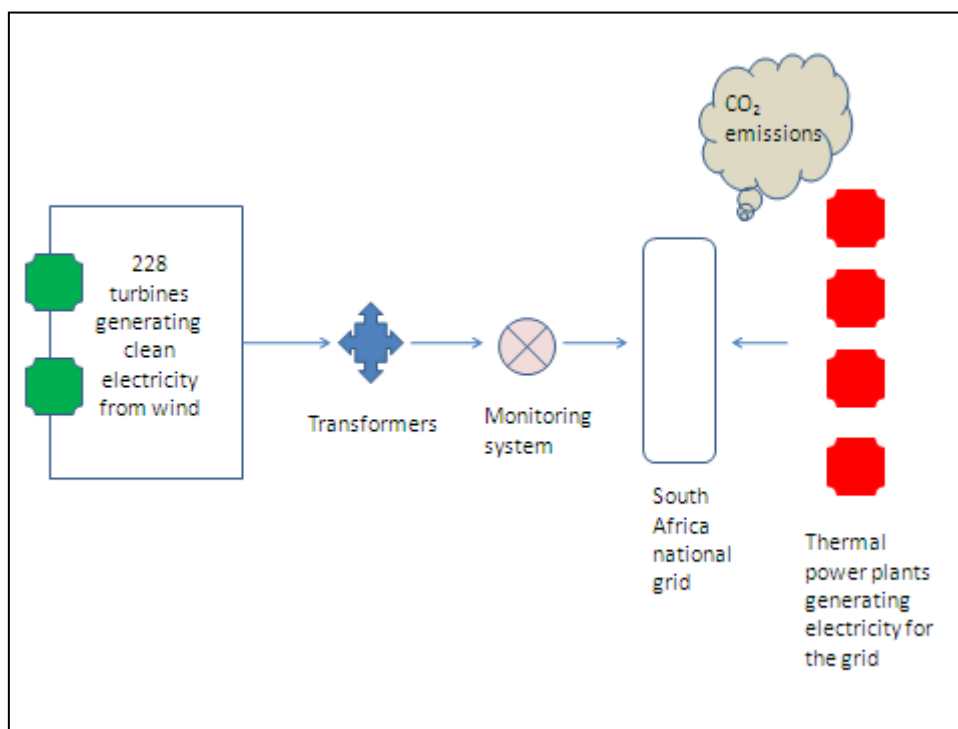 CO₂
emissions
228
turbines
generating
clean
electricity
from wind
Transformers
Monitoring
system
South
Africa
national
grid
Thermal
power plants
generating
electricity for
the grid